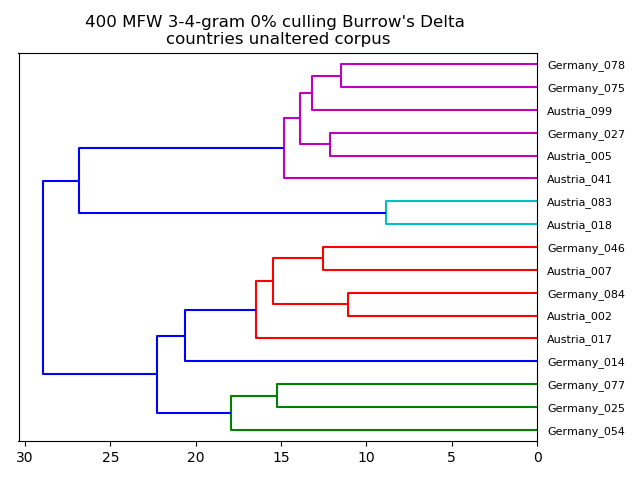 400 MFW 3-4-gram 0% culling Burrow's Delta
countries unaltered corpus
Germany_078
Germany_075
Austria_099
Germany_027
Austria_005
Austria_041
Austria_083
Austria_018
Germany_046
Austria_007
Germany_084
Austria_002
Austria_017
Germany_014
Germany_077
Germany_025
Germany_054
30 25 20 15 10 5 0